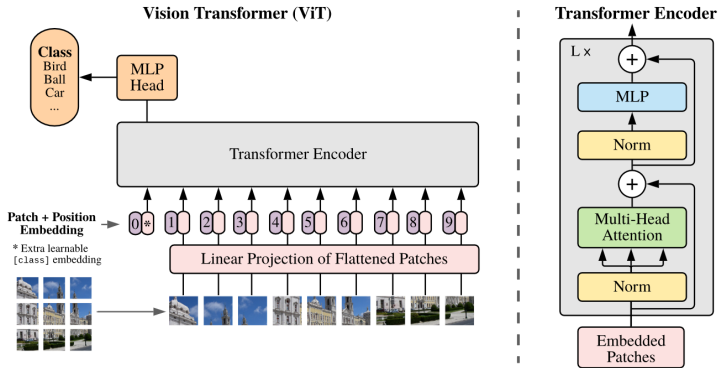 Vision Transformer (ViT)
Class
Bird
Ball
Car
...
MLP
Head
Transformer Encoder
Patch + Position
Embedding
0 * 1 2 3 4 5 6 7 8 9
* Extra learnable
[class] embedding
Linear Projection of Flattened Patches
Transformer Encoder
L ×
+
MLP
Norm
+
Multi-Head
Attention
Norm
Embedded
Patches